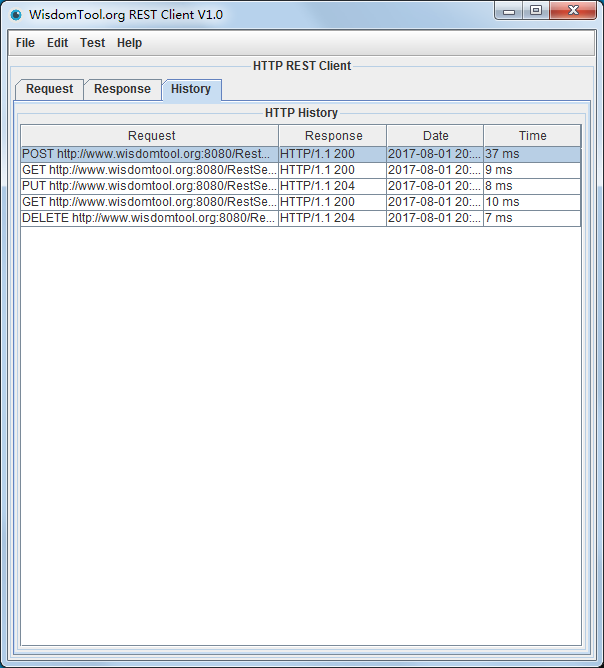 WisdomTool.org REST Client V1.0
File Edit Test Help
HTTP REST Client
Request Response History
HTTP History
Request Response Date Time
POST http://www.wisdomtool.org:8080/Rest... HTTP/1.1 200 2017-08-01 20:... 37 ms
GET http://www.wisdomtool.org:8080/RestSe... HTTP/1.1 200 2017-08-01 20:... 9 ms
PUT http://www.wisdomtool.org:8080/RestSe... HTTP/1.1 204 2017-08-01 20:... 8 ms
GET http://www.wisdomtool.org:8080/RestSe... HTTP/1.1 200 2017-08-01 20:... 10 ms
DELETE http://www.wisdomtool.org:8080/Re... HTTP/1.1 204 2017-08-01 20:... 7 ms